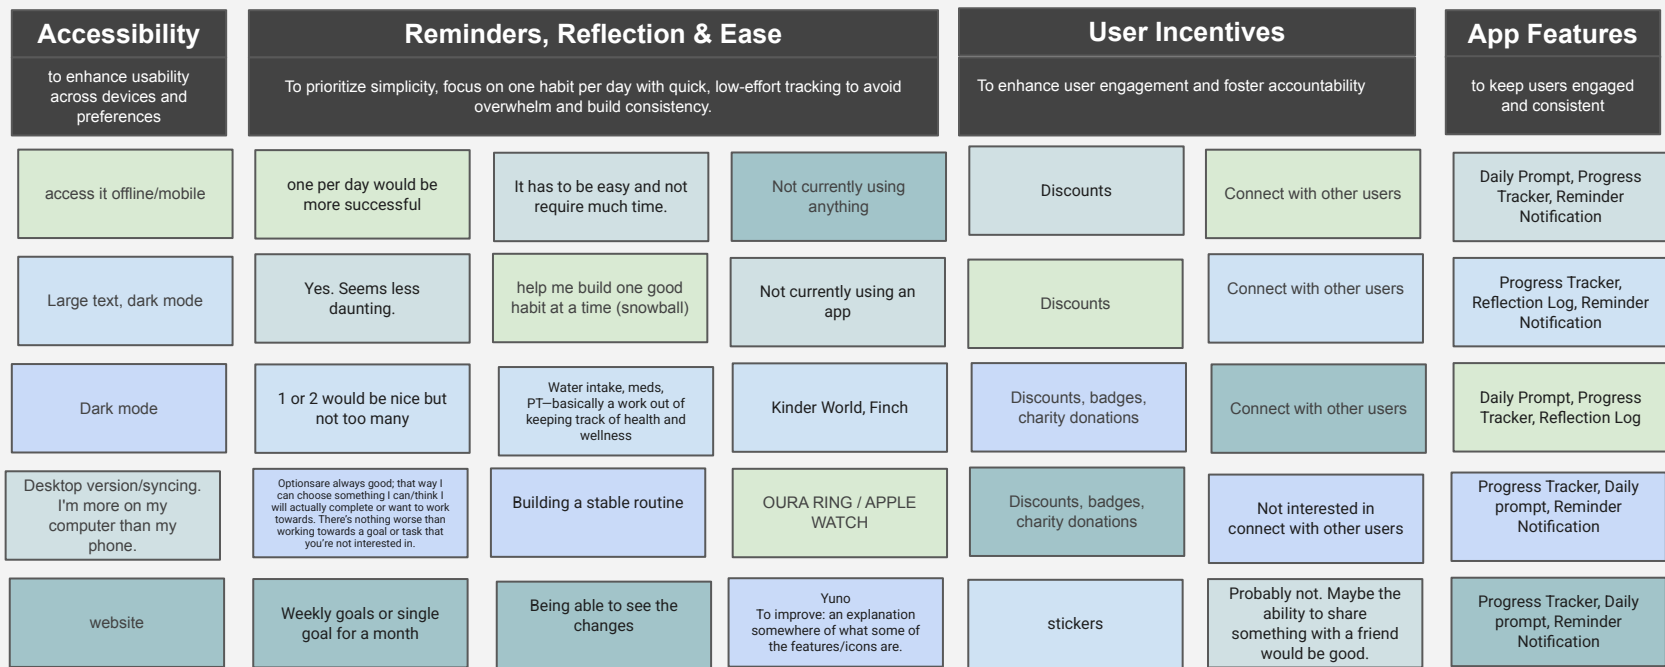 Accessibility
to enhance usability
across devices and
preferences
Reminders, Reflection & Ease
To prioritize simplicity, focus on one habit per day with quick, low-effort tracking to avoid
overwhelm and build consistency.
User Incentives
To enhance user engagement and foster accountability
App Features
to keep users engaged
and consistent
access it offline/mobile
one per day would be
more successful
It has to be easy and not
require much time.
Not currently using
anything
Discounts
Connect with other users
Daily Prompt, Progress
Tracker, Reminder
Notification
Large text, dark mode
Yes. Seems less
daunting.
help me build one good
habit at a time (snowball)
Not currently using an
app
Discounts
Connect with other users
Progress Tracker,
Reflection Log, Reminder
Notification
Dark mode
1 or 2 would be nice but
not too many
Water intake, meds,
PT—basically a work out of
keeping track of health and
wellness
Kinder World, Finch
Discounts, badges,
charity donations
Connect with other users
Daily Prompt, Progress
Tracker, Reflection Log
Desktop version/syncing.
I'm more on my
computer than my
phone.
Optionsare always good; that way I
can choose something I can/think I
will actually complete or want to work
towards. There's nothing worse than
working towards a goal or task that
you're not interested in.
Building a stable routine
OURA RING / APPLE
WATCH
Discounts, badges,
charity donations
Not interested in
connect with other users
Progress Tracker, Daily
prompt, Reminder
Notification
website
Weekly goals or single
goal for a month
Being able to see the
changes
Yuno
To improve: an explanation
somewhere of what some of
the features/icons are.
stickers
Probably not. Maybe the
ability to share
something with a friend
would be good.
Progress Tracker, Daily
prompt, Reminder
Notification